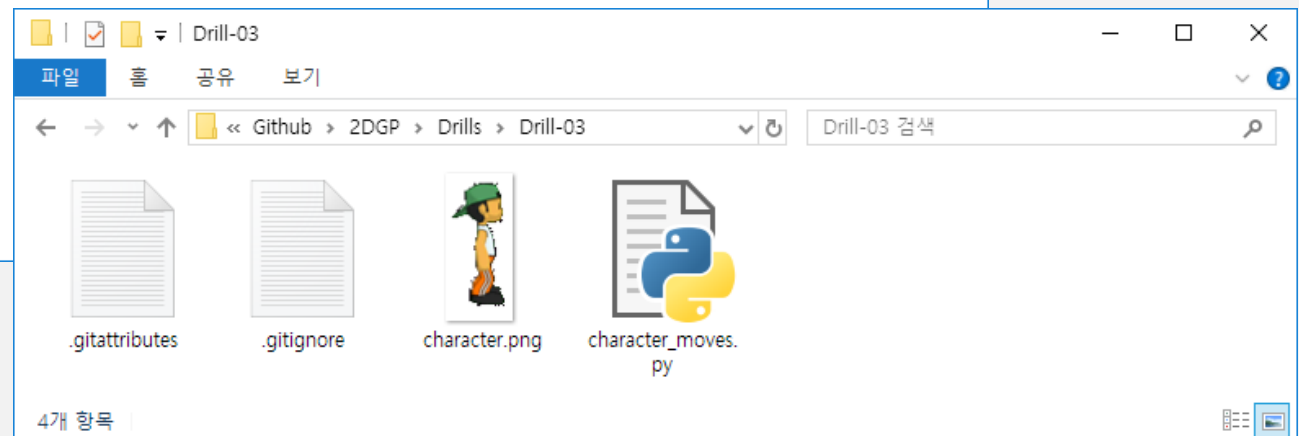 Drill-03
파일 홈 공유 보기
« Github > 2DGP > Drills > Drill-03 Drill-03 검색
.gitattributes .gitignore character.png character_moves.
py
4개 항목